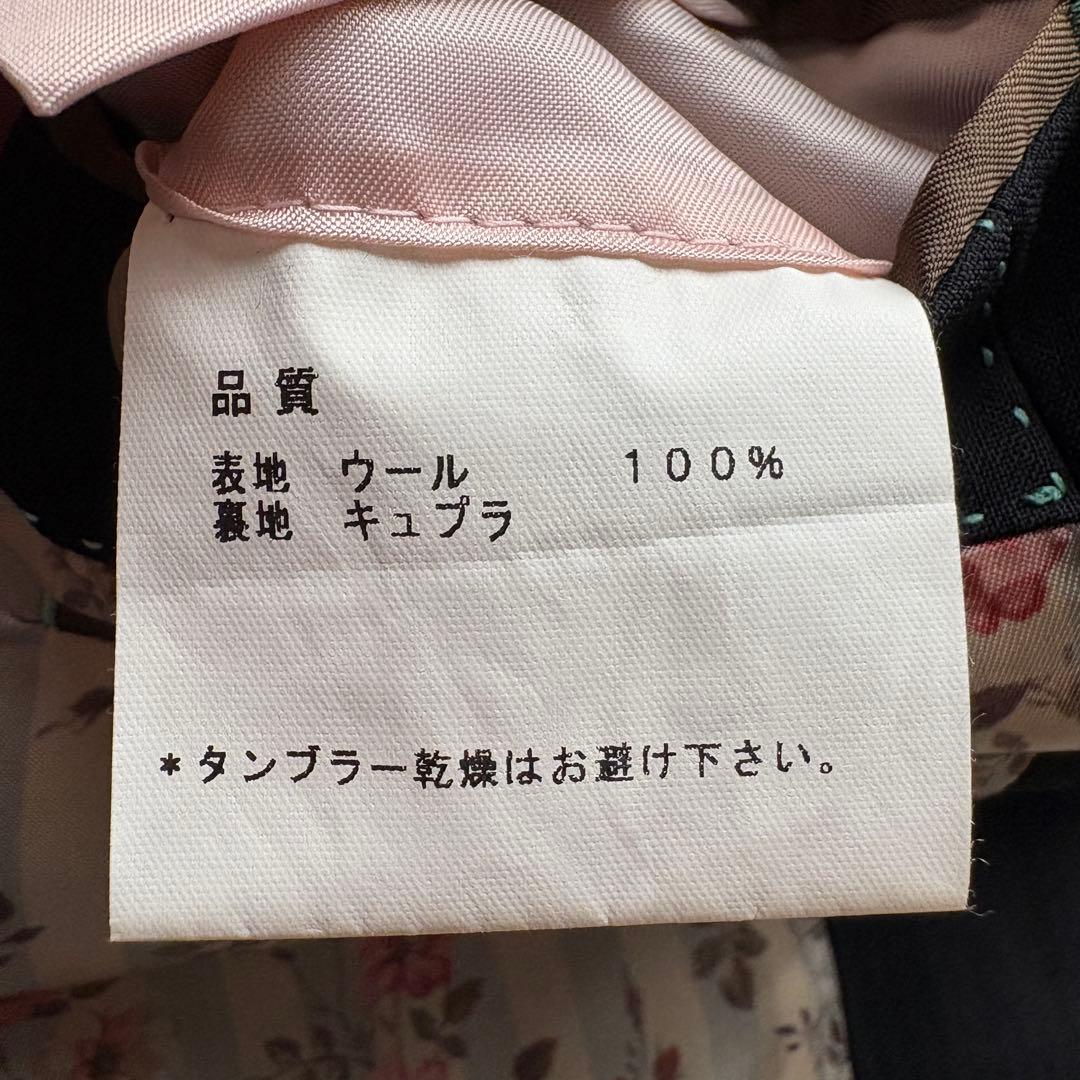 品質
表地 ウール 100%
裏地 キュプラ
*タンブラー乾燥はお避け下さい。